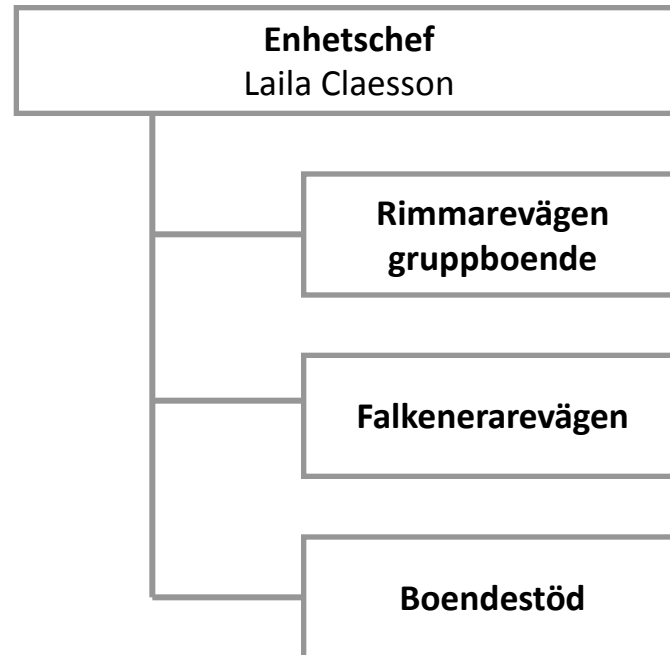 Enhetschef
Laila Claesson
Rimmarevägen
gruppboende
Falkenerarevägen
Boendestöd